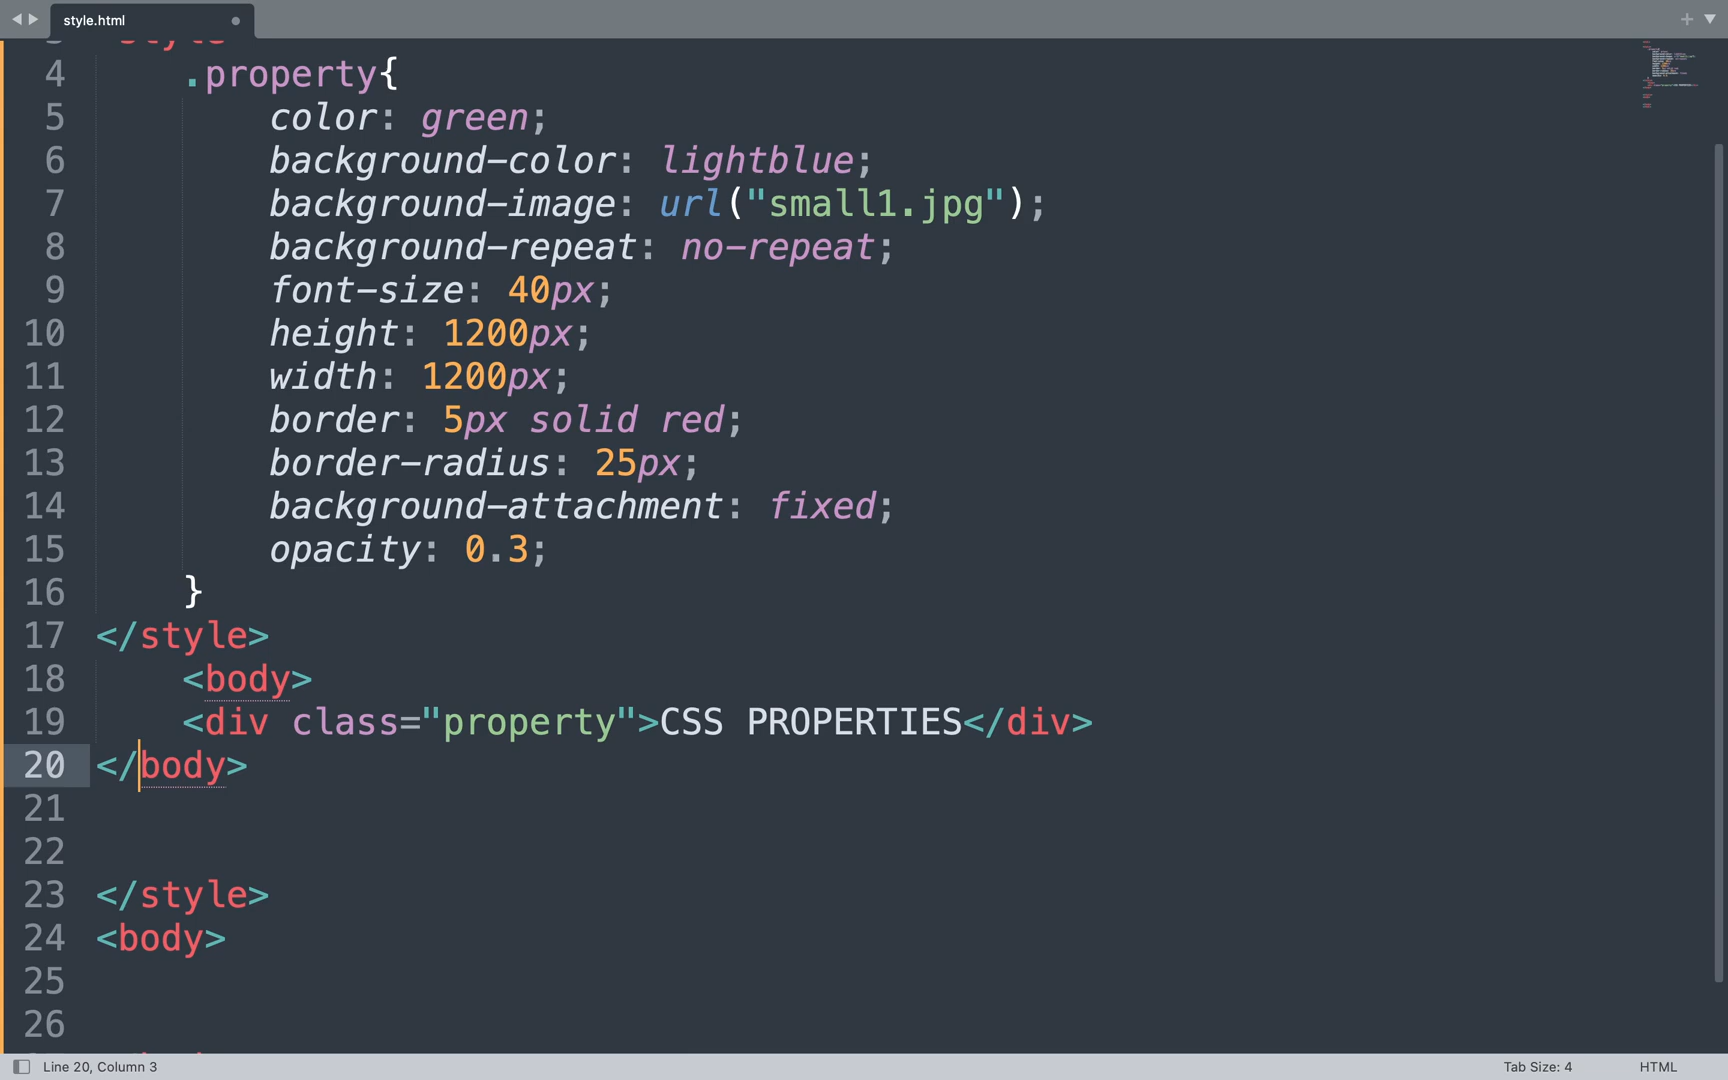 style.html
3 style
4 .property{
5 color: green;
6 background-color: lightblue;
7 background-image: url("small1.jpg");
8 background-repeat: no-repeat;
9 font-size: 40px;
10 height: 1200px;
11 width: 1200px;
12 border: 5px solid red;
13 border-radius: 25px;
14 background-attachment: fixed;
15 opacity: 0.3;
16 }
17 </style>
18 <body>
19 <div class="property">CSS PROPERTIES</div>
20 </body>
21
22
23 </style>
24 <body>
25
26
Line 20, Column 3
Tab Size: 4
HTML